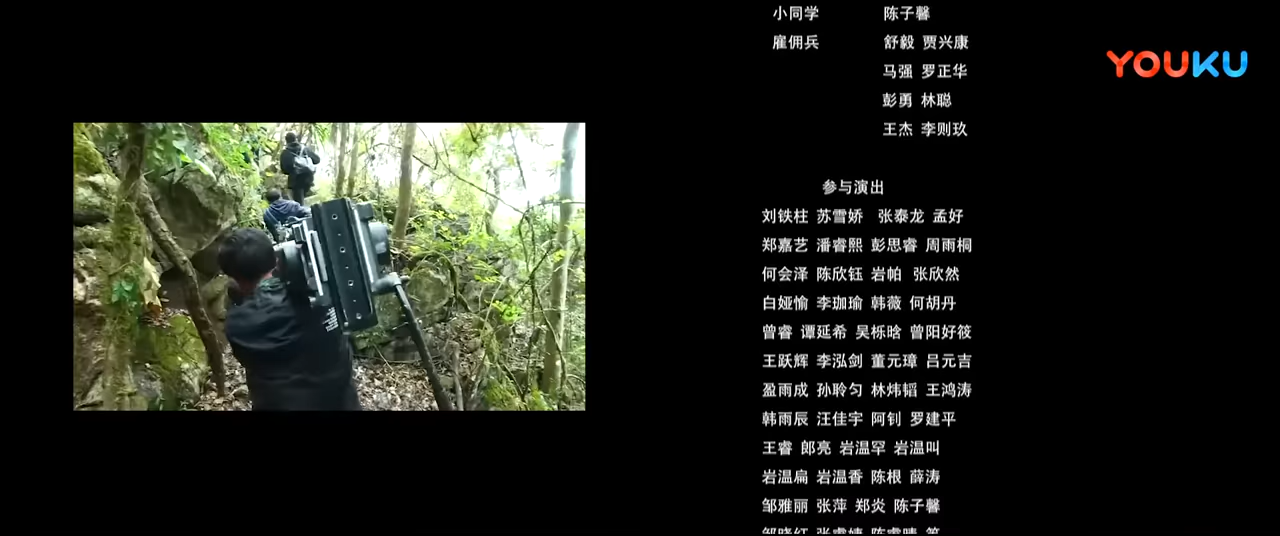 小同学 陈子馨
雇佣兵 舒毅 贾兴康
YOUKU
马强 罗正华
彭勇 林聪
王杰 李则玖
参与演出
刘铁柱 苏雪娇 张泰龙 孟好
郑嘉艺 潘睿熙 彭思睿 周雨桐
何会泽 陈欣钰 岩帕 张欣然
白娅愉 李珈瑜 韩薇 何胡丹
曾睿 谭延希 吴栎晗 曾阳好筱
王跃辉 李泓剑 董元璋 吕元吉
盈雨成 孙聆匀 林炜韬 王鸿涛
韩雨辰 汪佳宇 阿钊 罗建平
王睿 郎亮 岩温罕 岩温叫
岩温扁 岩温香 陈根 薛涛
邹雅丽 张萍 郑炎 陈子馨